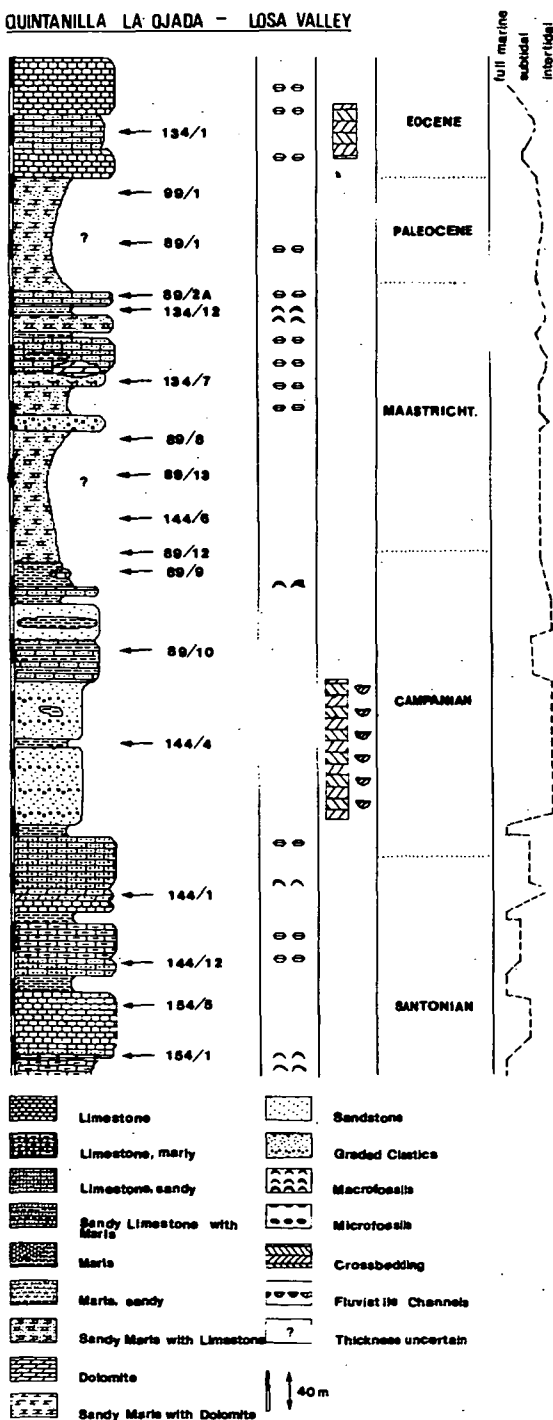 QUINTANILLA LA OJADA - LOSA VALLEY
full marine
subtidal
intertidal
134/1
EOCENE
99/1
?
89/1
PALEOCENE
89/2A
134/12
134/7
MAASTRICHT.
89/8
?
89/13
144/6
89/12
89/9
89/10
CAMPANIAN
144/4
144/1
144/12
154/5
SANTONIAN
154/1
Limestone
Limestone, marly
Limestone, sandy
Sandy Limestone with
Marls
Marls
Marls, sandy
Sandy Marls with Limestone
Dolomite
Sandy Marls with Dolomite
Sandstone
Graded Clastics
Macrofossils
Microfossils
Crossbedding
Fluviatile Channels
? Thickness uncertain
40m